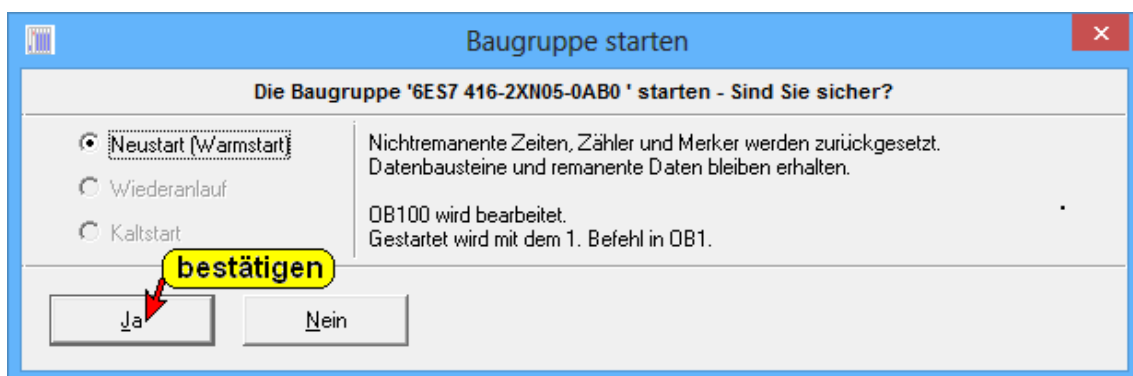 Baugruppe starten
Die Baugruppe '6ES7 416-2XN05-0AB0 ' starten - Sind Sie sicher?
Neustart (Warmstart)
Wiederanlauf
Kaltstart
Nichtremanente Zeiten, Zähler und Merker werden zurückgesetzt.
Datenbausteine und remanente Daten bleiben erhalten.
OB100 wird bearbeitet.
Gestartet wird mit dem 1. Befehl in OB1.
bestätigen
Ja
Nein